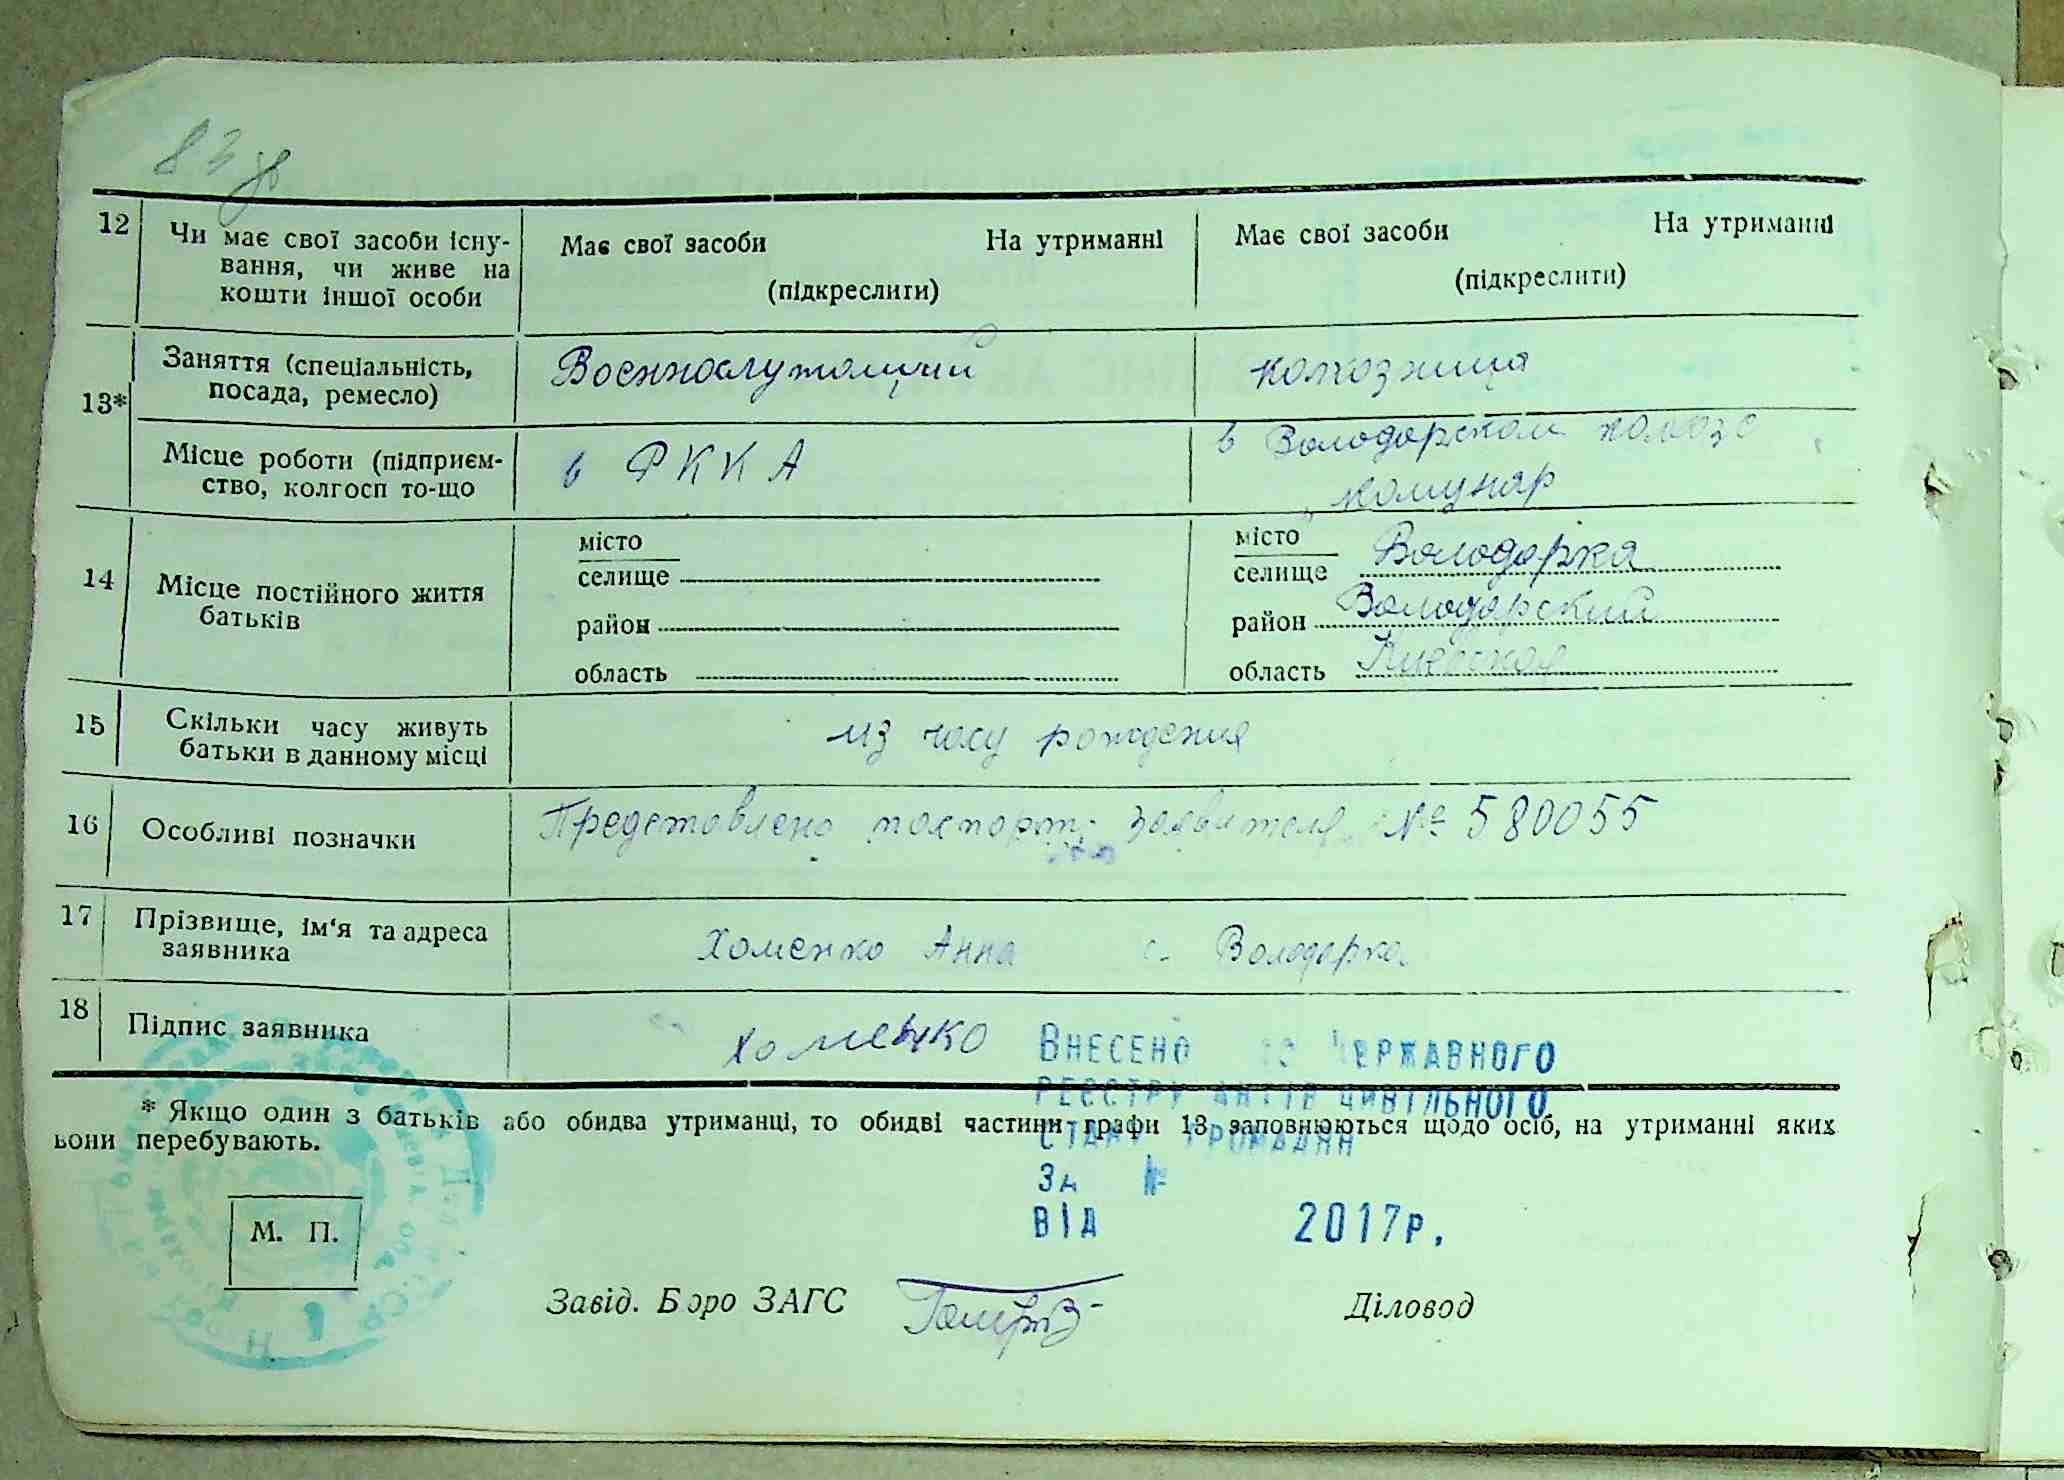 83
12 Чи має свої засоби існу- Має свої засоби На утриманні Має свої засоби На утриманні
вання, чи живе на (підкреслити) (підкреслити)
кошти іншої особи
13* Заняття (спеціальність, Военнослужащий колхозница
посада, ремесло)
Місце роботи (підприєм- в РККА в Володарском колхозе
ство, колгосп то-що „комунар
14 Місце постійного життя місто місто Володарка
батьків селище селище
район район Володарский
область область Киевская
15 Скільки часу живуть из часу рождения
батьки в данному місці
16 Особливі позначки Представлено паспорт заявителя № 580055
17 Прізвище, ім'я та адреса Хоменко Анна с. Володарка
заявника
18 Підпис заявника Хоменко
Внесено до Державного
реєстру актів цивільного
стану громадян
За №
від 2017р.
* Якщо один з батьків або обидва утриманці, то обидві частини графи 13 заповнюються щодо осіб, на утриманні яких
вони перебувають.
М. П.
Завід. Бюро ЗАГС Діловод